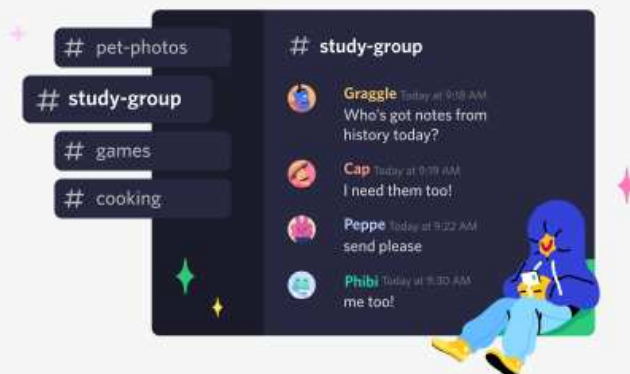 # pet-photos
# study-group
# games
# cooking
# study-group
Graggle Today at 9:18 AM
Who's got notes from
history today?
Cap Today at 9:19 AM
I need them too!
Peppe Today at 9:22 AM
send please
Phibi Today at 9:30 AM
me too!